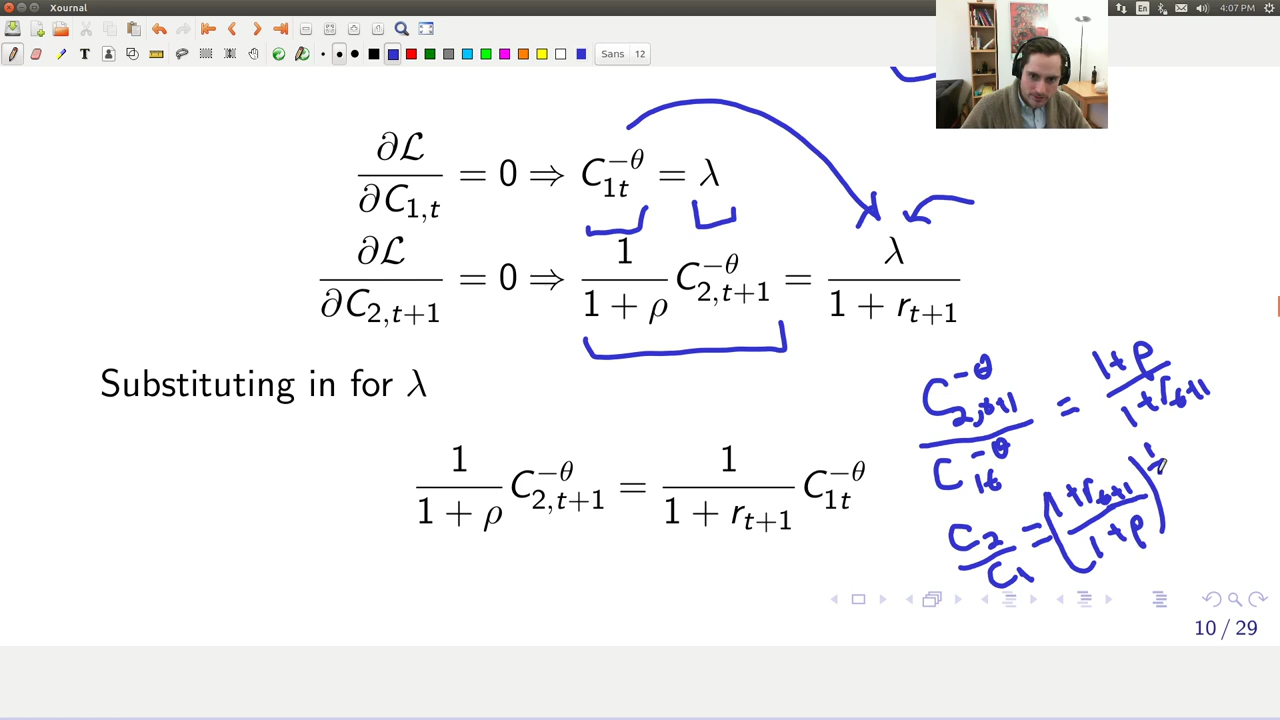 Xournal
En
4:07 PM
T
Sans 12
∂ℒ/∂C_{1,t} = 0 ⇒ C_{1t}^{−θ} = λ
∂ℒ/∂C_{2,t+1} = 0 ⇒ 1/(1 + ρ) C_{2,t+1}^{−θ} = λ/(1 + r_{t+1})
Substituting in for λ
1/(1 + ρ) C_{2,t+1}^{−θ} = 1/(1 + r_{t+1}) C_{1t}^{−θ}
C_{2,t+1}^{-θ}/C_{1t}^{-θ} = (1+ρ)/(1+r_{t+1})
C_2/C_1 = ((1+r_{t+1})/(1+ρ))^{1/}
10 / 29